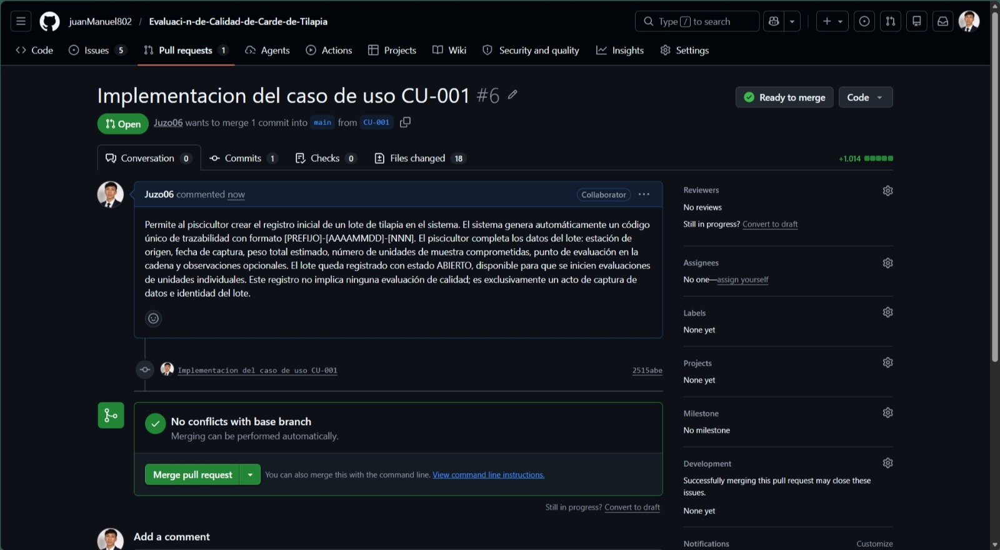 juanManuel802 / Evaluaci-n-de-Calidad-de-Carde-de-Tilapia
Type / to search
Code
Issues 5
Pull requests 1
Agents
Actions
Projects
Wiki
Security and quality
Insights
Settings
Implementacion del caso de uso CU-001 #6
Ready to merge
Code
Open
Juzo06 wants to merge 1 commit into main from CU-001
Conversation 0
Commits 1
Checks 0
Files changed 18
+1.014
Juzo06 commented now
Collaborator
Permite al piscicultor crear el registro inicial de un lote de tilapia en el sistema. El sistema genera automáticamente un código
único de trazabilidad con formato [PREFIJO]-[AAAAMMDD]-[NNN]. El piscicultor completa los datos del lote: estación de
origen, fecha de captura, peso total estimado, número de unidades de muestra comprometidas, punto de evaluación en la
cadena y observaciones opcionales. El lote queda registrado con estado ABIERTO, disponible para que se inicien evaluaciones
de unidades individuales. Este registro no implica ninguna evaluación de calidad; es exclusivamente un acto de captura de
datos e identidad del lote.
Implementacion del caso de uso CU-001
2515abe
No conflicts with base branch
Merging can be performed automatically.
Merge pull request
You can also merge this with the command line. View command line instructions.
Still in progress? Convert to draft
Add a comment
Reviewers
No reviews
Still in progress? Convert to draft
Assignees
No one—assign yourself
Labels
None yet
Projects
None yet
Milestone
No milestone
Development
Successfully merging this pull request may close these
issues.
None yet
Notifications
Customize